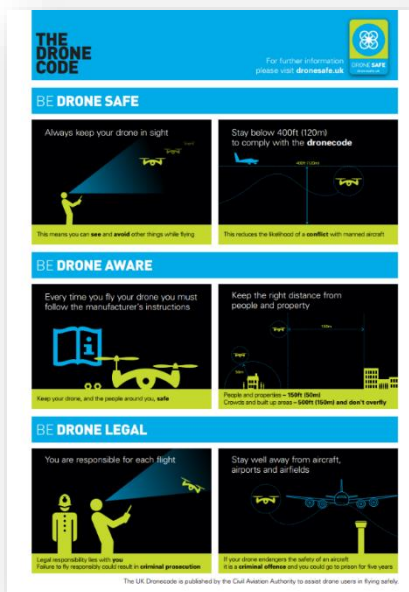 THE
DRONE
CODE
For further information
please visit dronesafe.uk
DRONE SAFE
BE DRONE SAFE
Always keep your drone in sight
Stay below 400ft (120m)
to comply with the dronecode
400ft (120m)
This means you can see and avoid other things while flying
This reduces the likelihood of a conflict with manned aircraft
BE DRONE AWARE
Every time you fly your drone you must
follow the manufacturer's instructions
Keep the right distance from
people and property
150m
50m
Keep your drone, and the people around you, safe
People and properties – 150ft (50m)
Crowds and built up areas – 500ft (150m) and don't overfly
BE DRONE LEGAL
You are responsible for each flight
Stay well away from aircraft,
airports and airfields
Legal responsibility lies with you
Failure to fly responsibly could result in criminal prosecution
If your drone endangers the safety of an aircraft
it is a criminal offense and you could go to prison for five years
The UK Dronecode is published by the Civil Aviation Authority to assist drone users in flying safely.